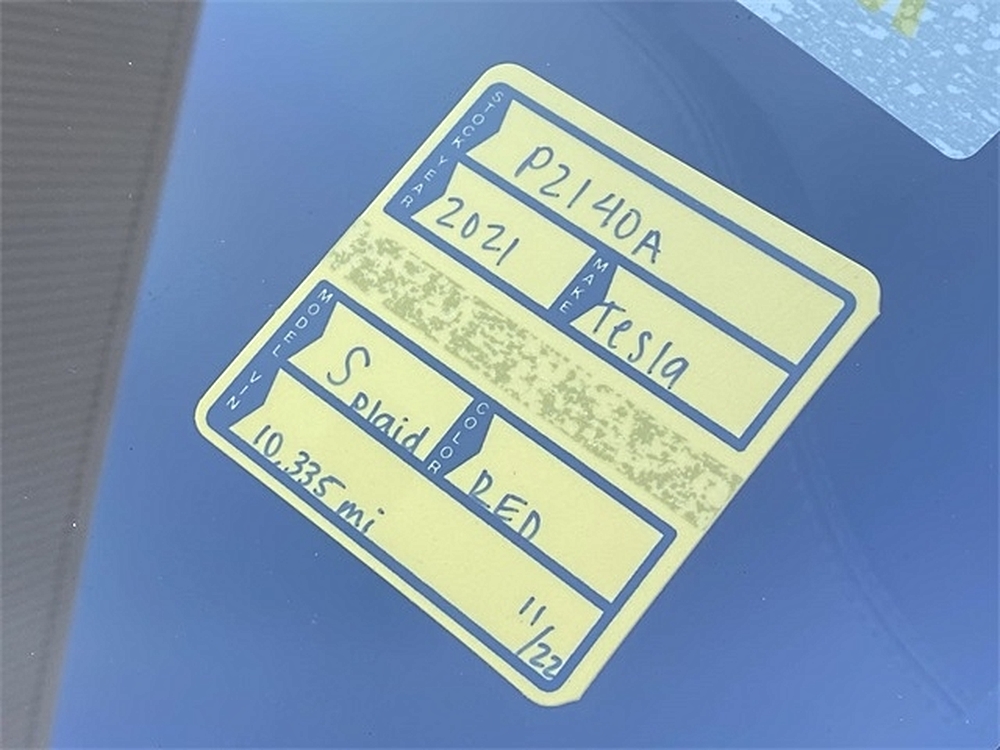 STOCK P2140A
YEAR 2021 MAKE Tesla
MODEL S plaid COLOR RED
VIN 10,335 mi
11/22